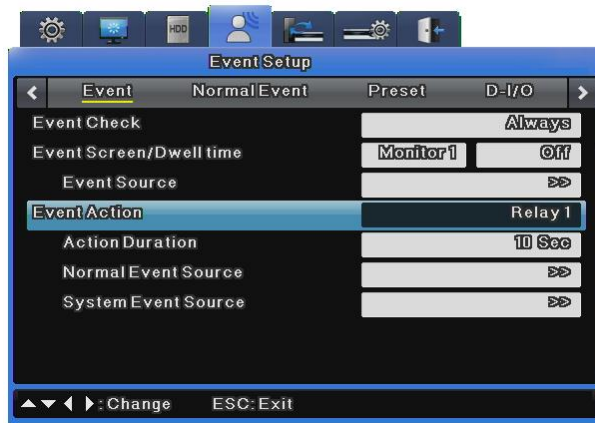 HDD
Event Setup
Event Normal Event Preset D-I/O
Event Check Always
Event Screen/Dwell time Monitor 1 Off
Event Source >>
Event Action Relay 1
Action Duration 10 Sec
Normal Event Source >>
System Event Source >>
:Change ESC:Exit